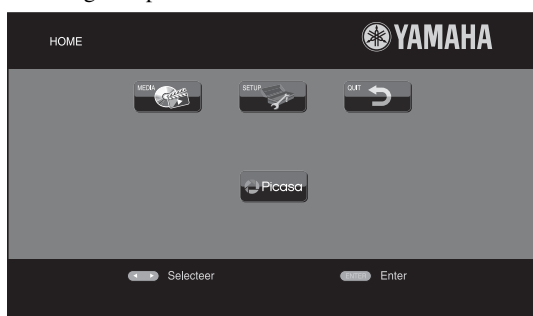 HOME
YAMAHA
MEDIA
SETUP
QUIT
Picasa
Selecteer
ENTER Enter